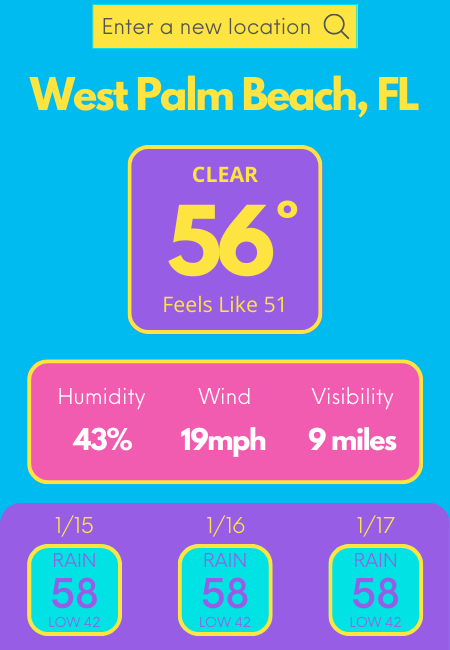 Enter a new location
West Palm Beach, FL
CLEAR
56°
Feels Like 51
Humidity Wind Visibility
43% 19mph 9 miles
1/15 1/16 1/17
RAIN RAIN RAIN
58 58 58
LOW 42 LOW 42 LOW 42